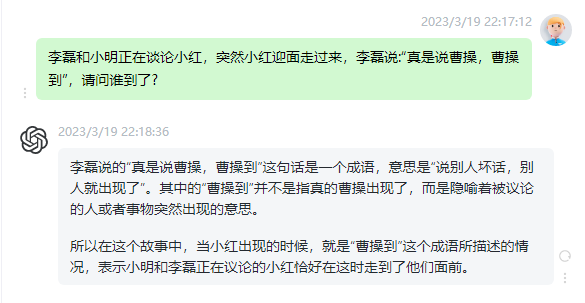 2023/3/19 22:17:12
李磊和小明正在谈论小红，突然小红迎面走过来，李磊说:“真是说曹操，曹操
到”，请问谁到了?
2023/3/19 22:18:36
李磊说的“真是说曹操，曹操到”这句话是一个成语，意思是“说别人坏话，别
人就出现了”。其中的“曹操到”并不是指真的曹操出现了，而是隐喻着被议论
的人或者事物突然出现的意思。
所以在这个故事中，当小红出现的时候，就是“曹操到”这个成语所描述的情
况，表示小明和李磊正在议论的小红恰好在这时走到了他们面前。